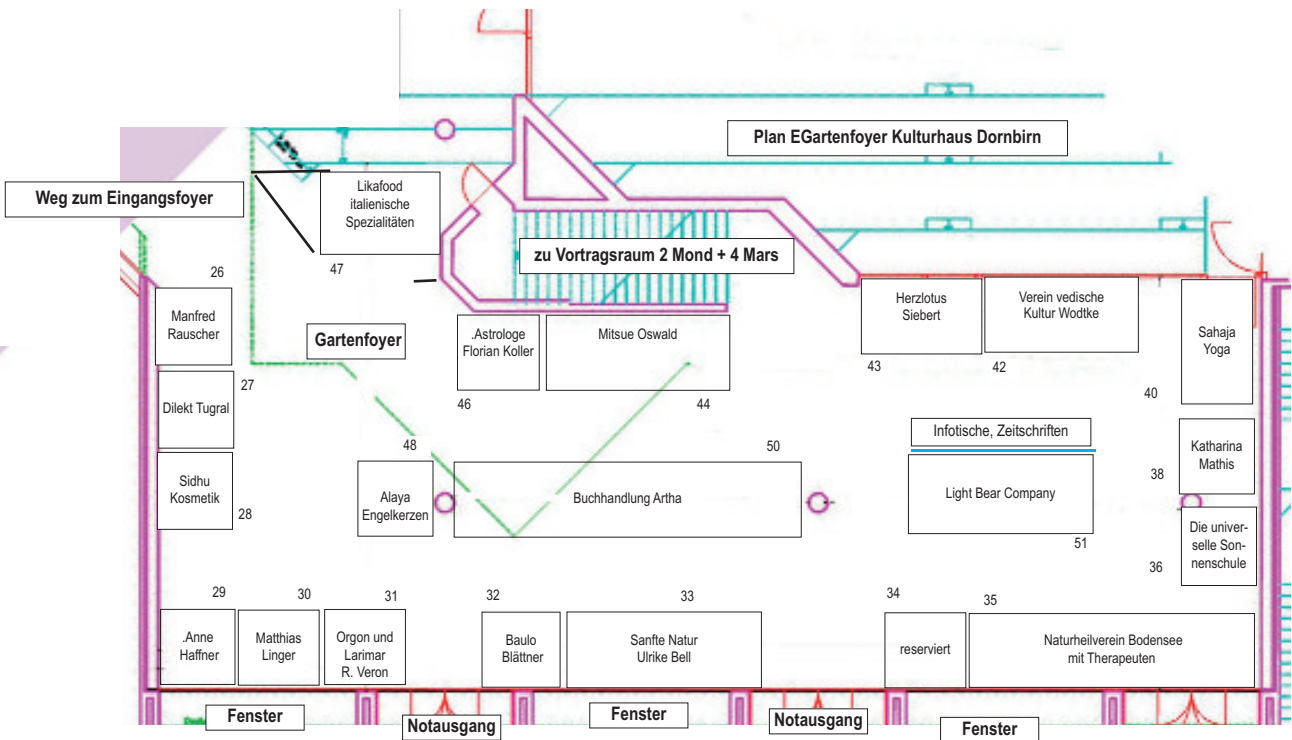 Plan EGartenfoyer Kulturhaus Dornbirn
Weg zum Eingangsfoyer
Likafood
italienische
Spezialitäten
47
zu Vortragsraum 2 Mond + 4 Mars
26
Manfred
Rauscher
Gartenfoyer
.Astrologe
Florian Koller
46
Mitsue Oswald
44
Herzlotus
Siebert
43
Verein vedische
Kultur Wodtke
42
Sahaja
Yoga
40
27
Dilekt Tugral
Sidhu
Kosmetik
28
48
Alaya
Engelkerzen
50
Buchhandlung Artha
Infotische, Zeitschriften
Light Bear Company
51
Katharina
Mathis
38
Die univer-
selle Son-
nenschule
36
29
.Anne
Haffner
30
Matthias
Linger
31
Orgon und
Larimar
R. Veron
32
Baulo
Blättner
33
Sanfte Natur
Ulrike Bell
34
reserviert
35
Naturheilverein Bodensee
mit Therapeuten
Fenster
Notausgang
Fenster
Notausgang
Fenster